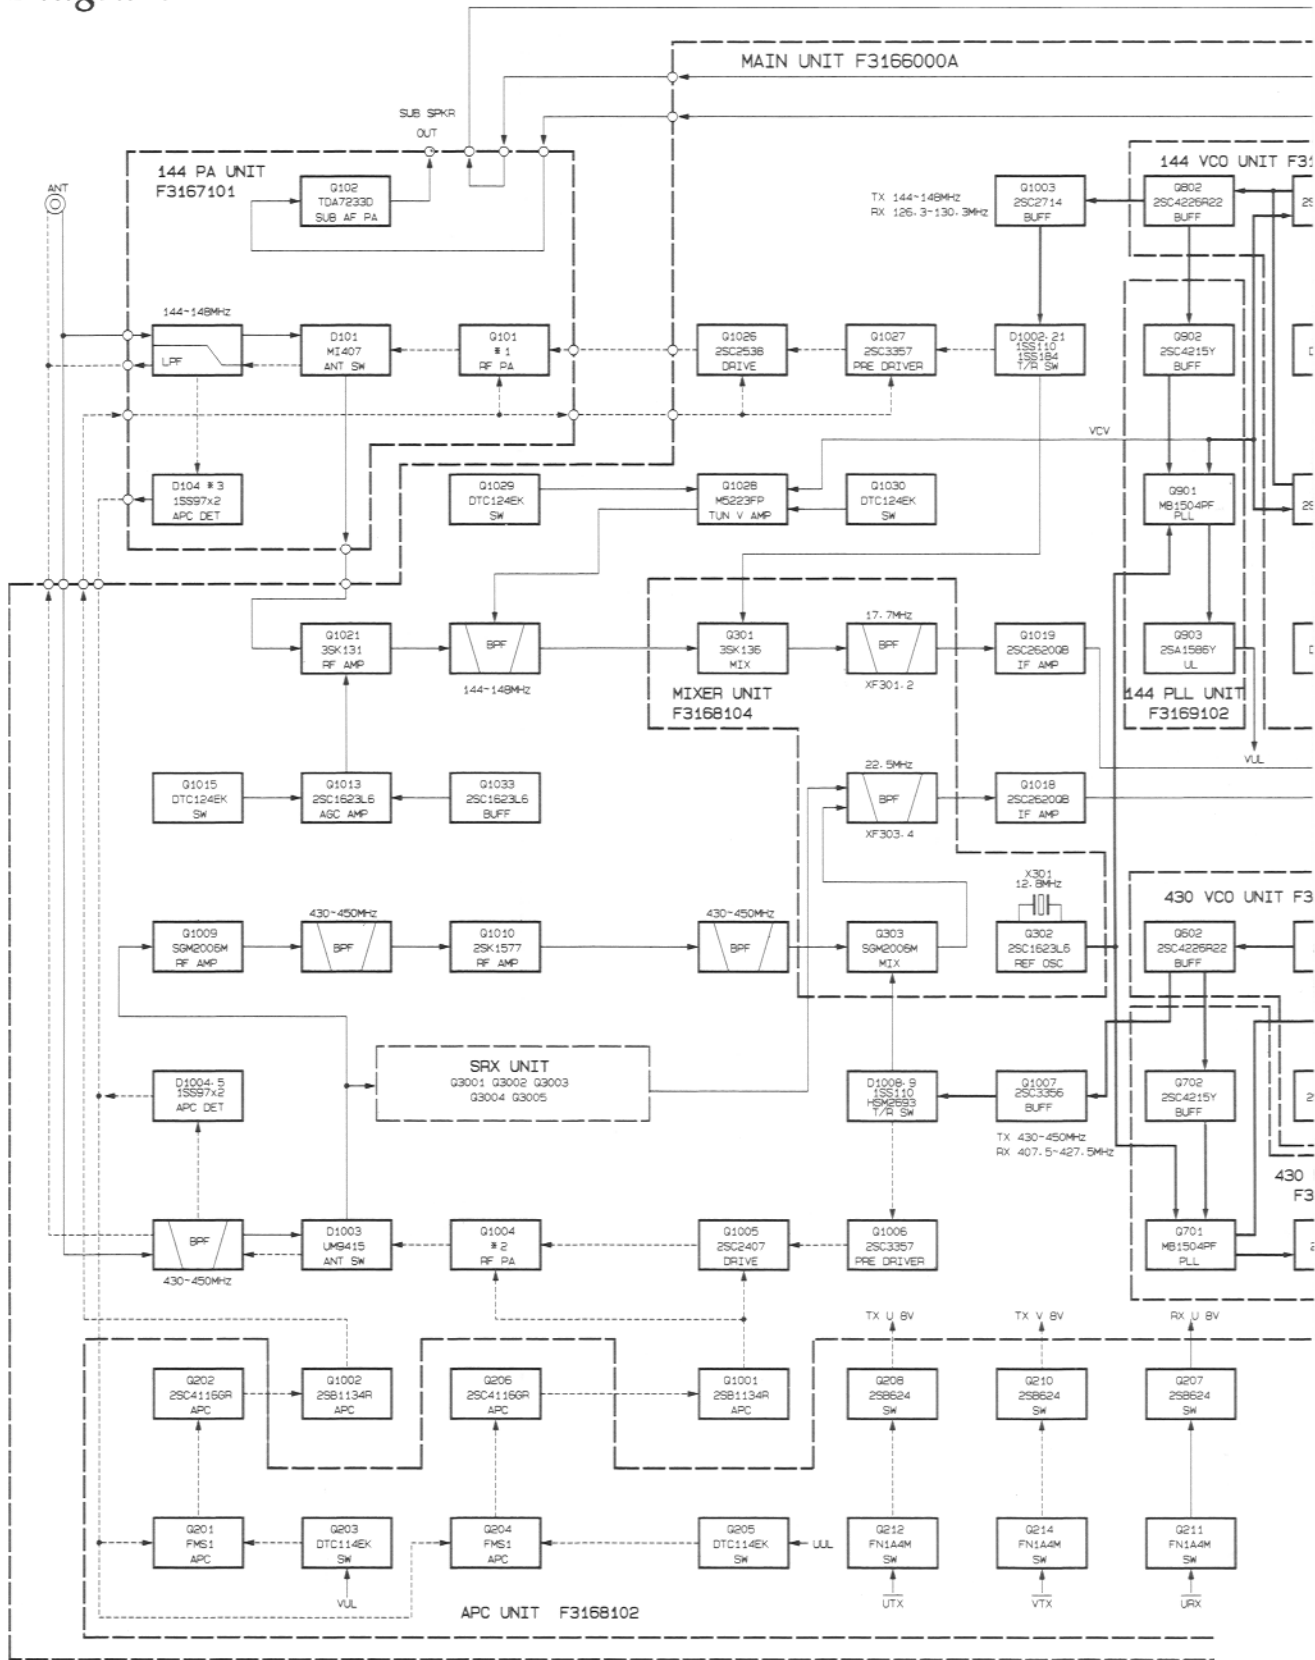 MAIN UNIT F3166000A
SUB SPKR
OUT
144 PA UNIT
F3167101
ANT
Q102
TDA7233D
SUB AF PA
TX 144~148MHz
RX 126.3~130.3MHz
Q1003
2SC2714
BUFF
144 VCO UNIT F31
Q802
2SC4226R22
BUFF
144~148MHz
LPF
D101
MI407
ANT SW
Q101
*1
RF PA
Q1026
2SC2538
DRIVE
Q1027
2SC3357
PRE DRIVER
D1002.21
1SS110
1SS184
T/R SW
Q902
2SC4215Y
BUFF
VCV
D104 *3
1SS97x2
APC DET
Q1029
DTC124EK
SW
Q1028
M5223FP
TUN V AMP
Q1030
DTC124EK
SW
Q901
MB1504PF
PLL
Q1021
3SK131
RF AMP
BPF
144~148MHz
Q301
3SK136
MIX
17.7MHz
BPF
XF301.2
Q1019
2SC2620QB
IF AMP
Q903
2SA1586Y
UL
MIXER UNIT
F3168104
144 PLL UNIT
F3169102
VUL
Q1015
DTC124EK
SW
Q1013
2SC1623L6
AGC AMP
Q1033
2SC1623L6
BUFF
22.5MHz
BPF
XF303.4
Q1018
2SC2620QB
IF AMP
X301
12.8MHz
430 VCO UNIT F3
Q1009
SGM2006M
RF AMP
430~450MHz
BPF
Q1010
2SK1577
RF AMP
430~450MHz
BPF
Q303
SGM2006M
MIX
Q302
2SC1623L6
REF OSC
Q602
2SC4226R22
BUFF
SRX UNIT
Q3001 Q3002 Q3003
Q3004 Q3005
D1004.5
1SS97x2
APC DET
D1008.9
1SS110
HSM2693
T/R SW
Q1007
2SC3356
BUFF
Q702
2SC4215Y
BUFF
TX 430~450MHz
RX 407.5~427.5MHz
430
F3
BPF
430~450MHz
D1003
UM9415
ANT SW
Q1004
*2
RF PA
Q1005
2SC2407
DRIVE
Q1006
2SC3357
PRE DRIVER
Q701
MB1504PF
PLL
TX U 8V
TX V 8V
RX U 8V
Q202
2SC4116GR
APC
Q1002
2SB1134R
APC
Q206
2SC4116GR
APC
Q1001
2SB1134R
APC
Q208
2SB624
SW
Q210
2SB624
SW
Q207
2SB624
SW
Q201
FMS1
APC
Q203
DTC114EK
SW
Q204
FMS1
APC
Q205
DTC114EK
SW
UUL
Q212
FN1A4M
SW
Q214
FN1A4M
SW
Q211
FN1A4M
SW
VUL
UTX
VTX
URX
APC UNIT F3168102